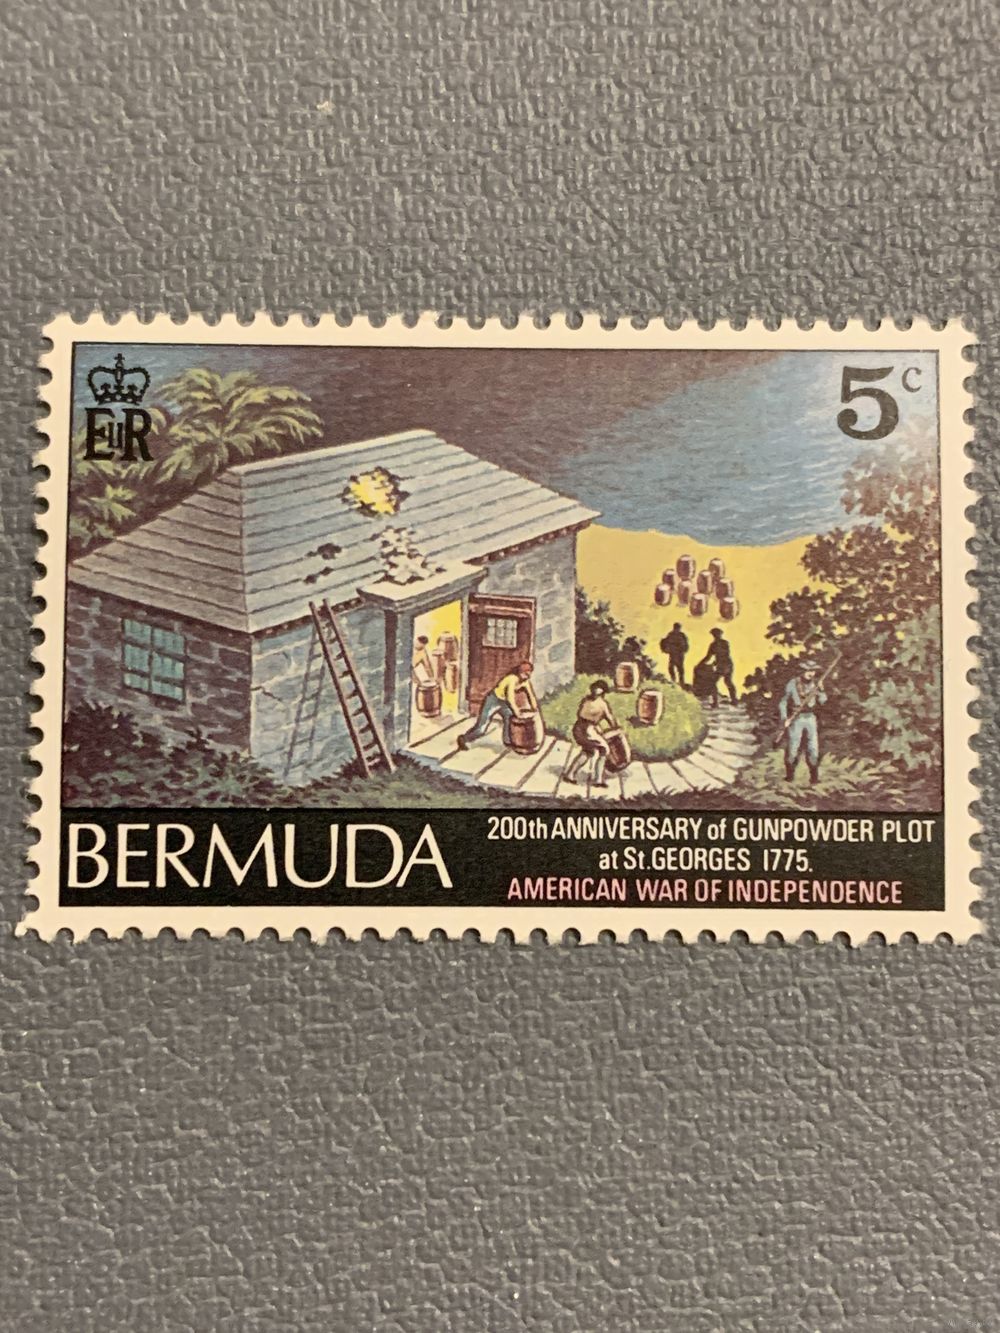 EIIR
5c
BERMUDA
200th ANNIVERSARY of GUNPOWDER PLOT
at St.GEORGES 1775.
AMERICAN WAR OF INDEPENDENCE